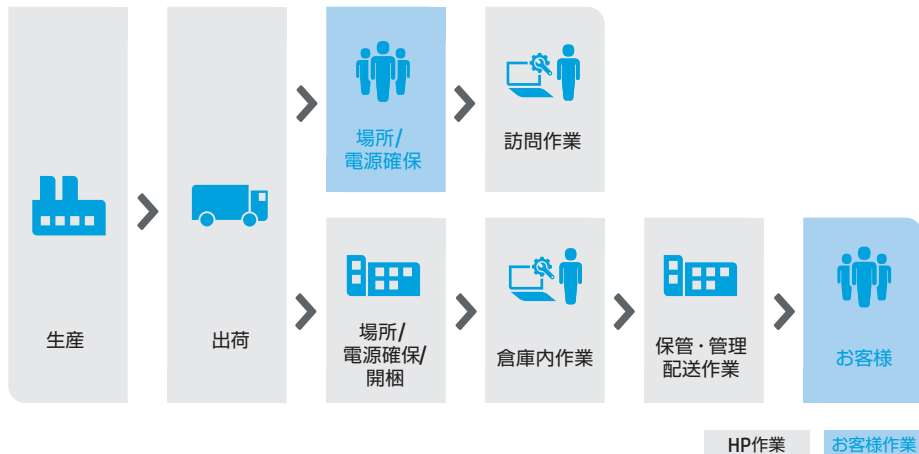 生産
出荷
場所/
電源確保
訪問作業
場所/
電源確保/
開梱
倉庫内作業
保管・管理
配送作業
お客様
HP作業
お客様作業